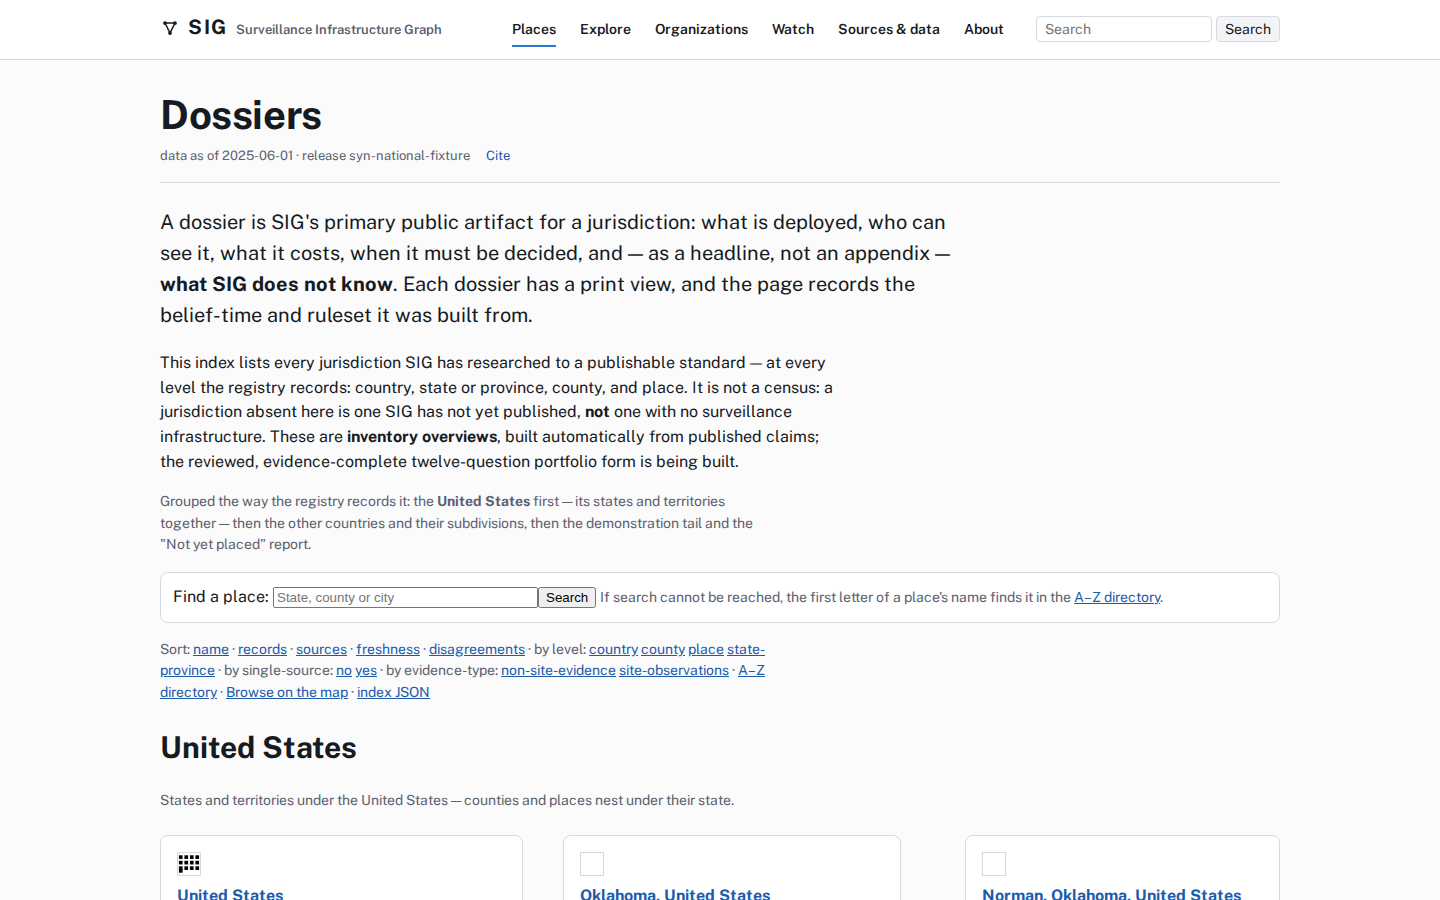 SIG Surveillance Infrastructure Graph Places Explore Organizations Watch Sources & data About Search Search
Dossiers
data as of 2025-06-01 · release syn-national-fixture Cite
A dossier is SIG's primary public artifact for a jurisdiction: what is deployed, who can
see it, what it costs, when it must be decided, and — as a headline, not an appendix —
what SIG does not know. Each dossier has a print view, and the page records the
belief-time and ruleset it was built from.
This index lists every jurisdiction SIG has researched to a publishable standard — at every
level the registry records: country, state or province, county, and place. It is not a census: a
jurisdiction absent here is one SIG has not yet published, not one with no surveillance
infrastructure. These are inventory overviews, built automatically from published claims;
the reviewed, evidence-complete twelve-question portfolio form is being built.
Grouped the way the registry records it: the United States first — its states and territories
together — then the other countries and their subdivisions, then the demonstration tail and the
"Not yet placed" report.
Find a place: State, county or city Search If search cannot be reached, the first letter of a place's name finds it in the A–Z directory.
Sort: name · records · sources · freshness · disagreements · by level: country county place state-
province · by single-source: no yes · by evidence-type: non-site-evidence site-observations · A–Z
directory · Browse on the map · index JSON
United States
States and territories under the United States — counties and places nest under their state.
United States
Oklahoma, United States
Norman, Oklahoma, United States